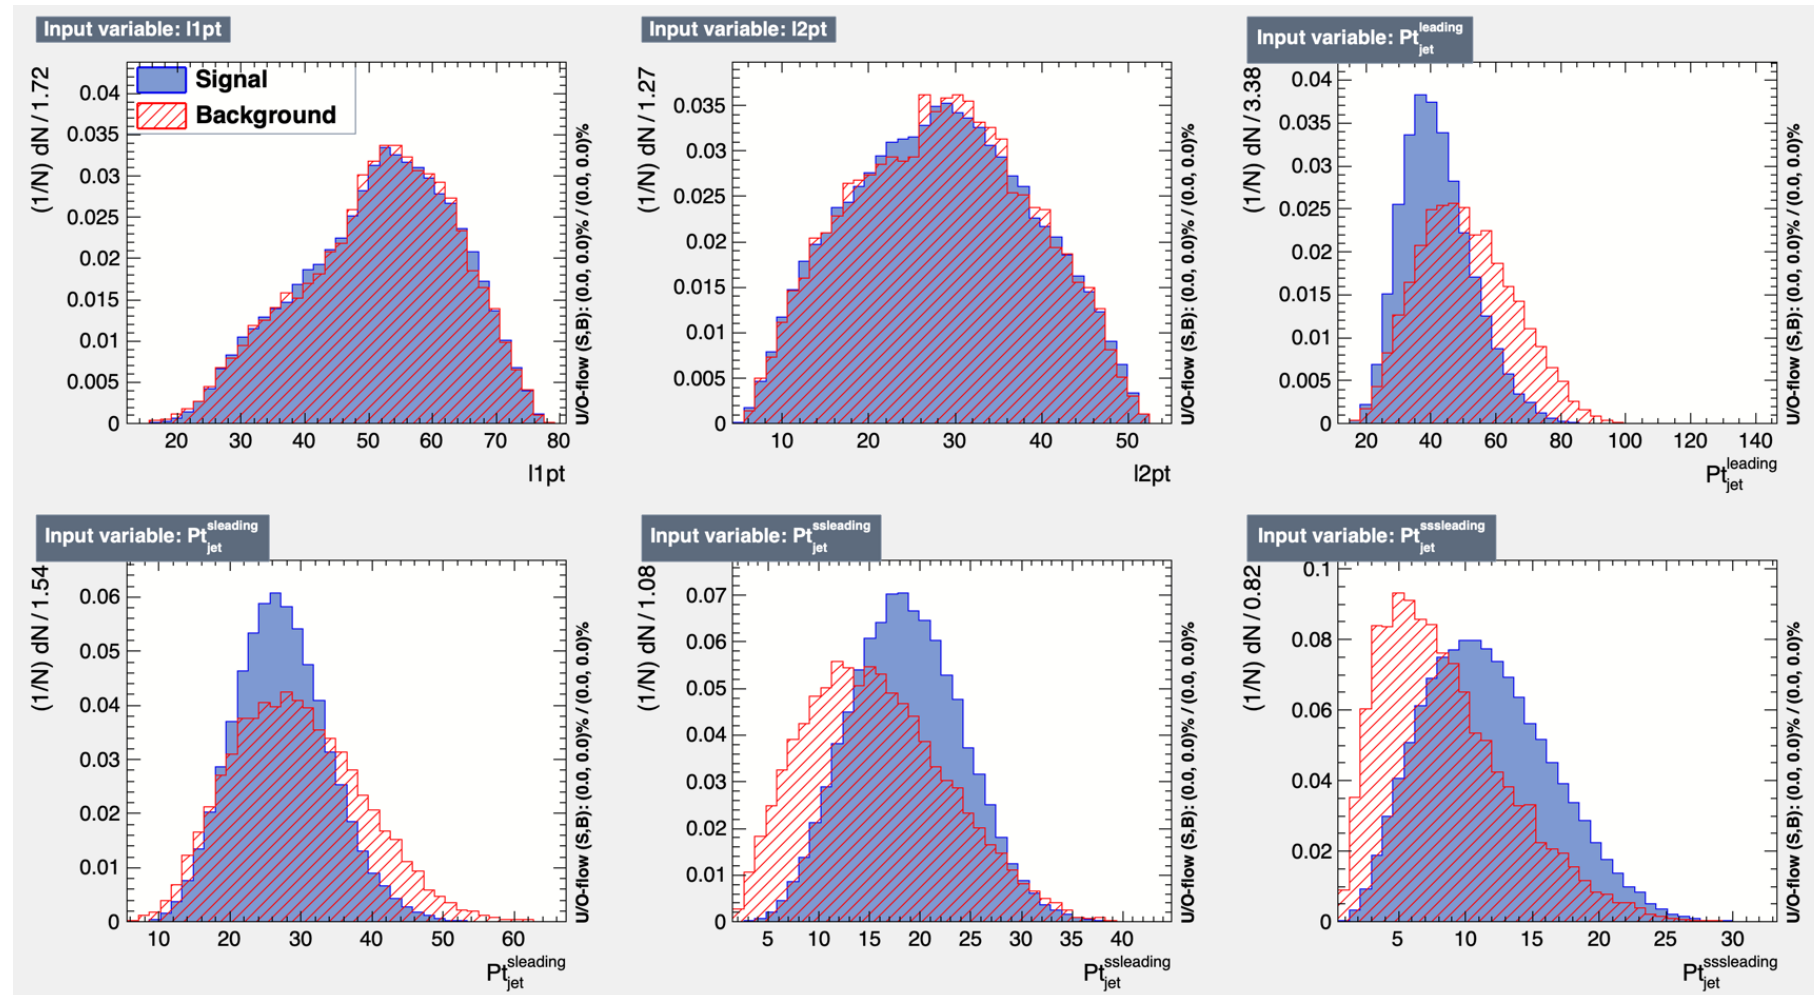 Input variable: l1pt
(1/N) dN / 1.72
Signal
Background
0.04
0.035
0.03
0.025
0.02
0.015
0.01
0.005
0
20 30 40 50 60 70 80
l1pt
U/O-flow (S,B): (0.0, 0.0)% / (0.0, 0.0)%
Input variable: l2pt
(1/N) dN / 1.27
0.035
0.03
0.025
0.02
0.015
0.01
0.005
0
10 20 30 40 50
l2pt
U/O-flow (S,B): (0.0, 0.0)% / (0.0, 0.0)%
Input variable: Pt leading jet
(1/N) dN / 3.38
0.04
0.035
0.03
0.025
0.02
0.015
0.01
0.005
0
20 40 60 80 100 120 140
Pt leading jet
U/O-flow (S,B): (0.0, 0.0)% / (0.0, 0.0)%
Input variable: Pt sleading jet
(1/N) dN / 1.54
0.06
0.05
0.04
0.03
0.02
0.01
0
10 20 30 40 50 60
Pt sleading jet
U/O-flow (S,B): (0.0, 0.0)% / (0.0, 0.0)%
Input variable: Pt ssleading jet
(1/N) dN / 1.08
0.07
0.06
0.05
0.04
0.03
0.02
0.01
0
5 10 15 20 25 30 35 40
Pt ssleading jet
U/O-flow (S,B): (0.0, 0.0)% / (0.0, 0.0)%
Input variable: Pt sssleading jet
(1/N) dN / 0.82
0.1
0.08
0.06
0.04
0.02
0
5 10 15 20 25 30
Pt sssleading jet
U/O-flow (S,B): (0.0, 0.0)% / (0.0, 0.0)%